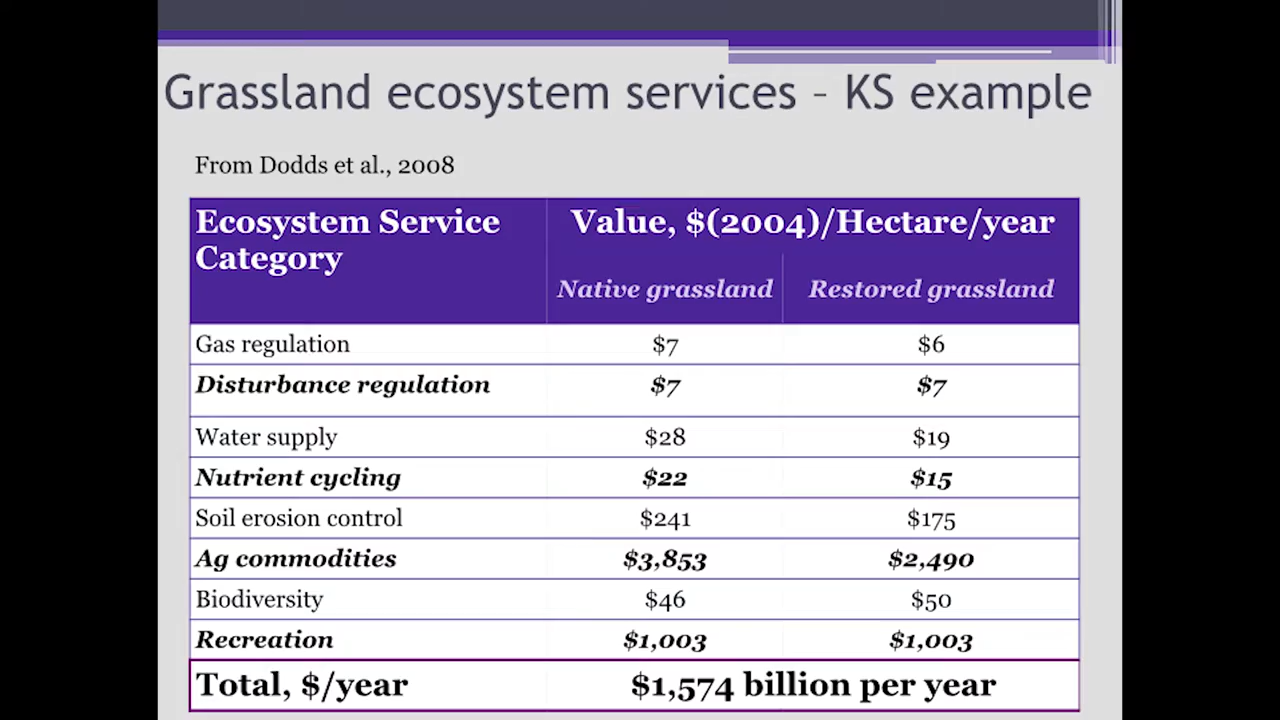 Grassland ecosystem services – KS example
From Dodds et al., 2008
Ecosystem Service Category
Value, $(2004)/Hectare/year
Native grassland Restored grassland
Gas regulation $7 $6
Disturbance regulation $7 $7
Water supply $28 $19
Nutrient cycling $22 $15
Soil erosion control $241 $175
Ag commodities $3,853 $2,490
Biodiversity $46 $50
Recreation $1,003 $1,003
Total, $/year $1,574 billion per year